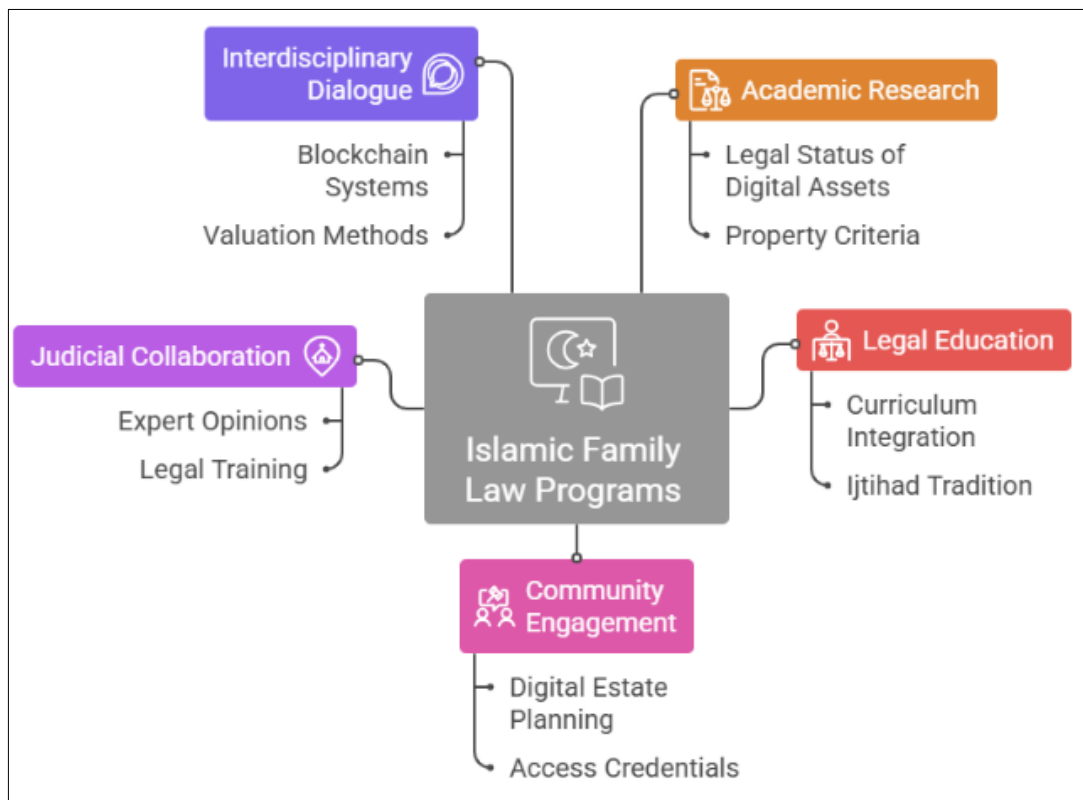 Interdisciplinary
Dialogue
Blockchain
Systems
Valuation Methods
Academic Research
Legal Status of
Digital Assets
Property Criteria
Judicial Collaboration
Expert Opinions
Legal Training
Islamic Family
Law Programs
Legal Education
Curriculum
Integration
Ijtihad Tradition
Community
Engagement
Digital Estate
Planning
Access Credentials